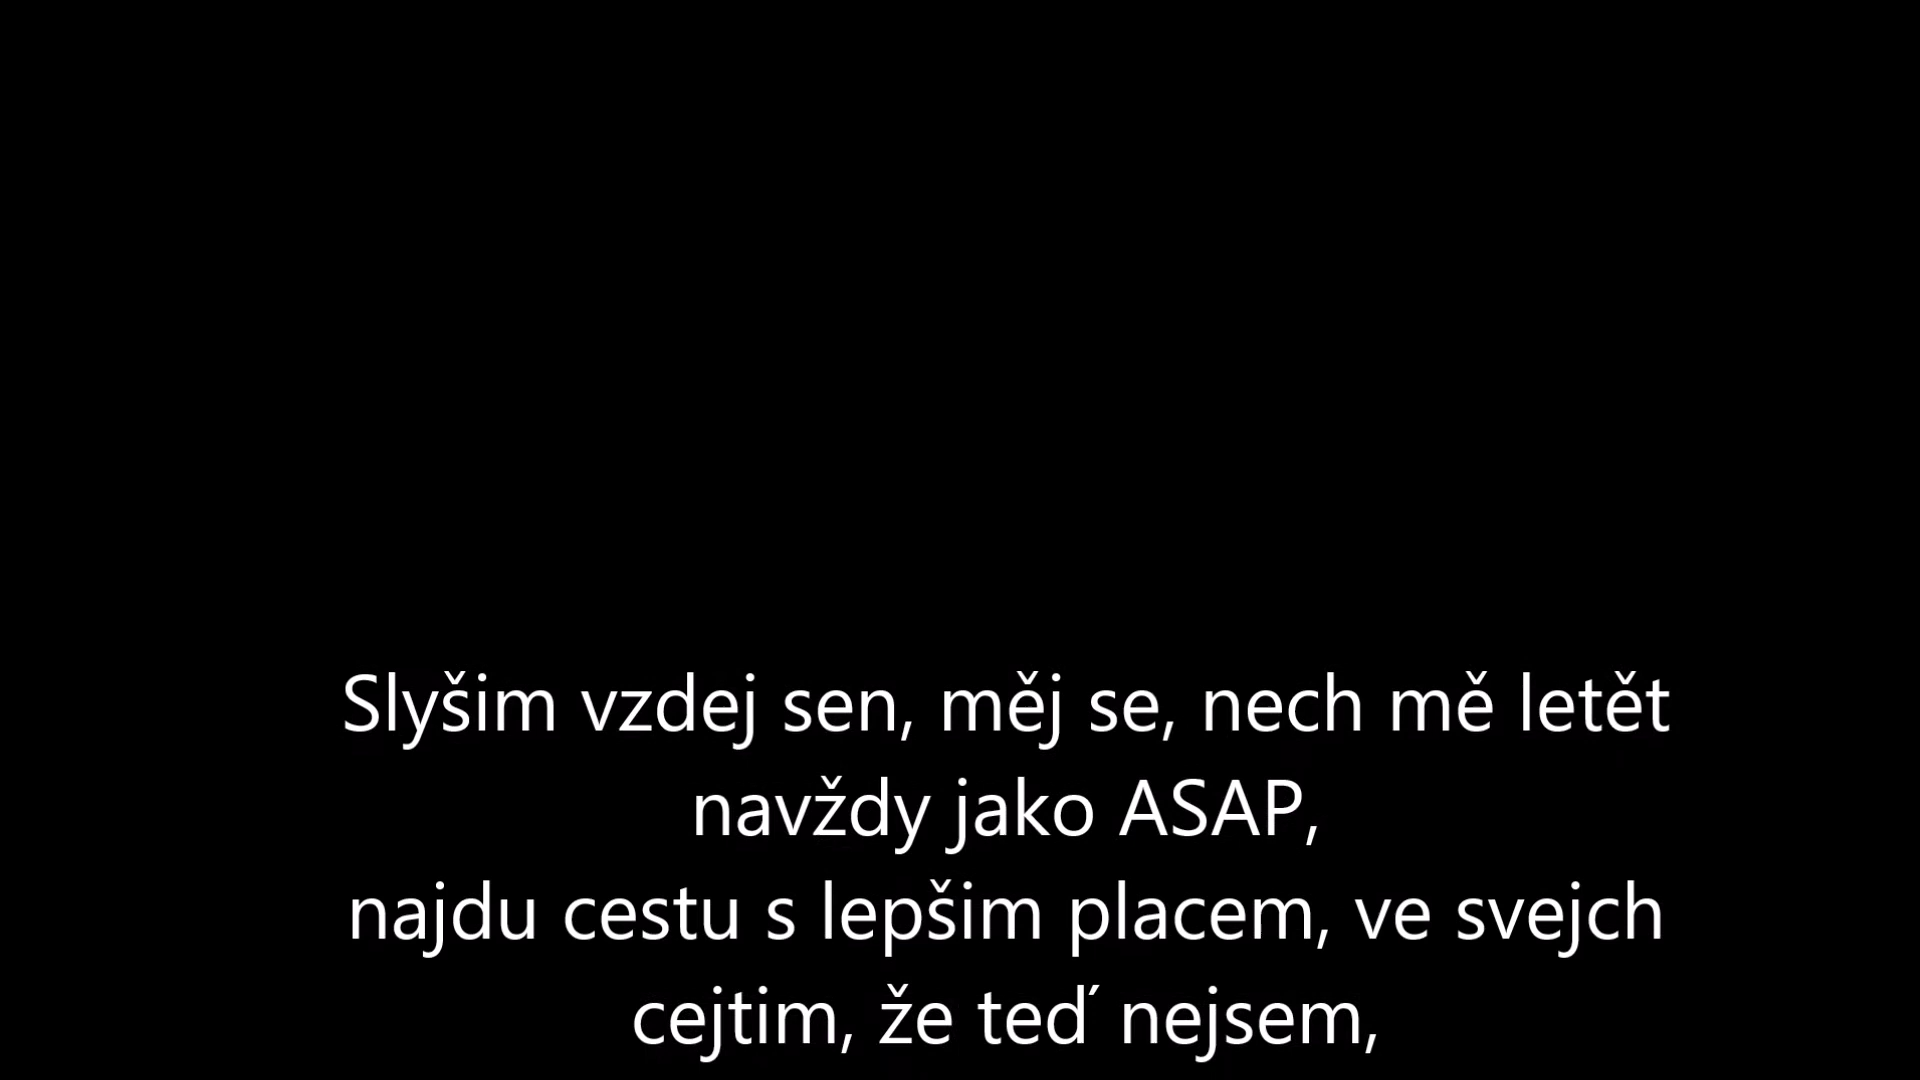 Slyšim vzdej sen, měj se, nech mě letět
navždy jako ASAP,
najdu cestu s lepšim placem, ve svejch
cejtim, že teď nejsem,